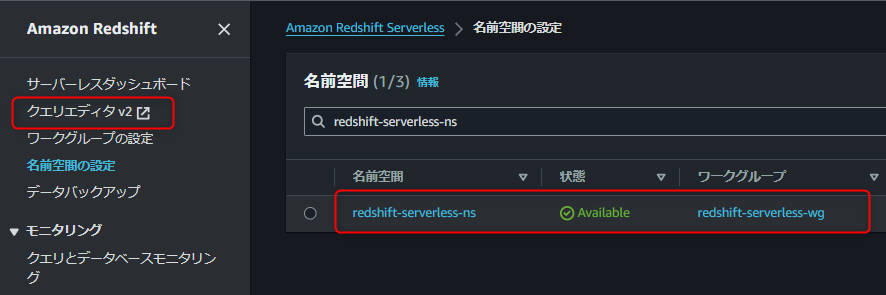 Amazon Redshift
サーバーレスダッシュボード
クエリエディタ v2
ワークグループの設定
名前空間の設定
データバックアップ
モニタリング
クエリとデータベースモニタリン
グ
Amazon Redshift Serverless
名前空間の設定
名前空間 (1/3) 情報
redshift-serverless-ns
名前空間 状態 ワークグループ
redshift-serverless-ns Available redshift-serverless-wg